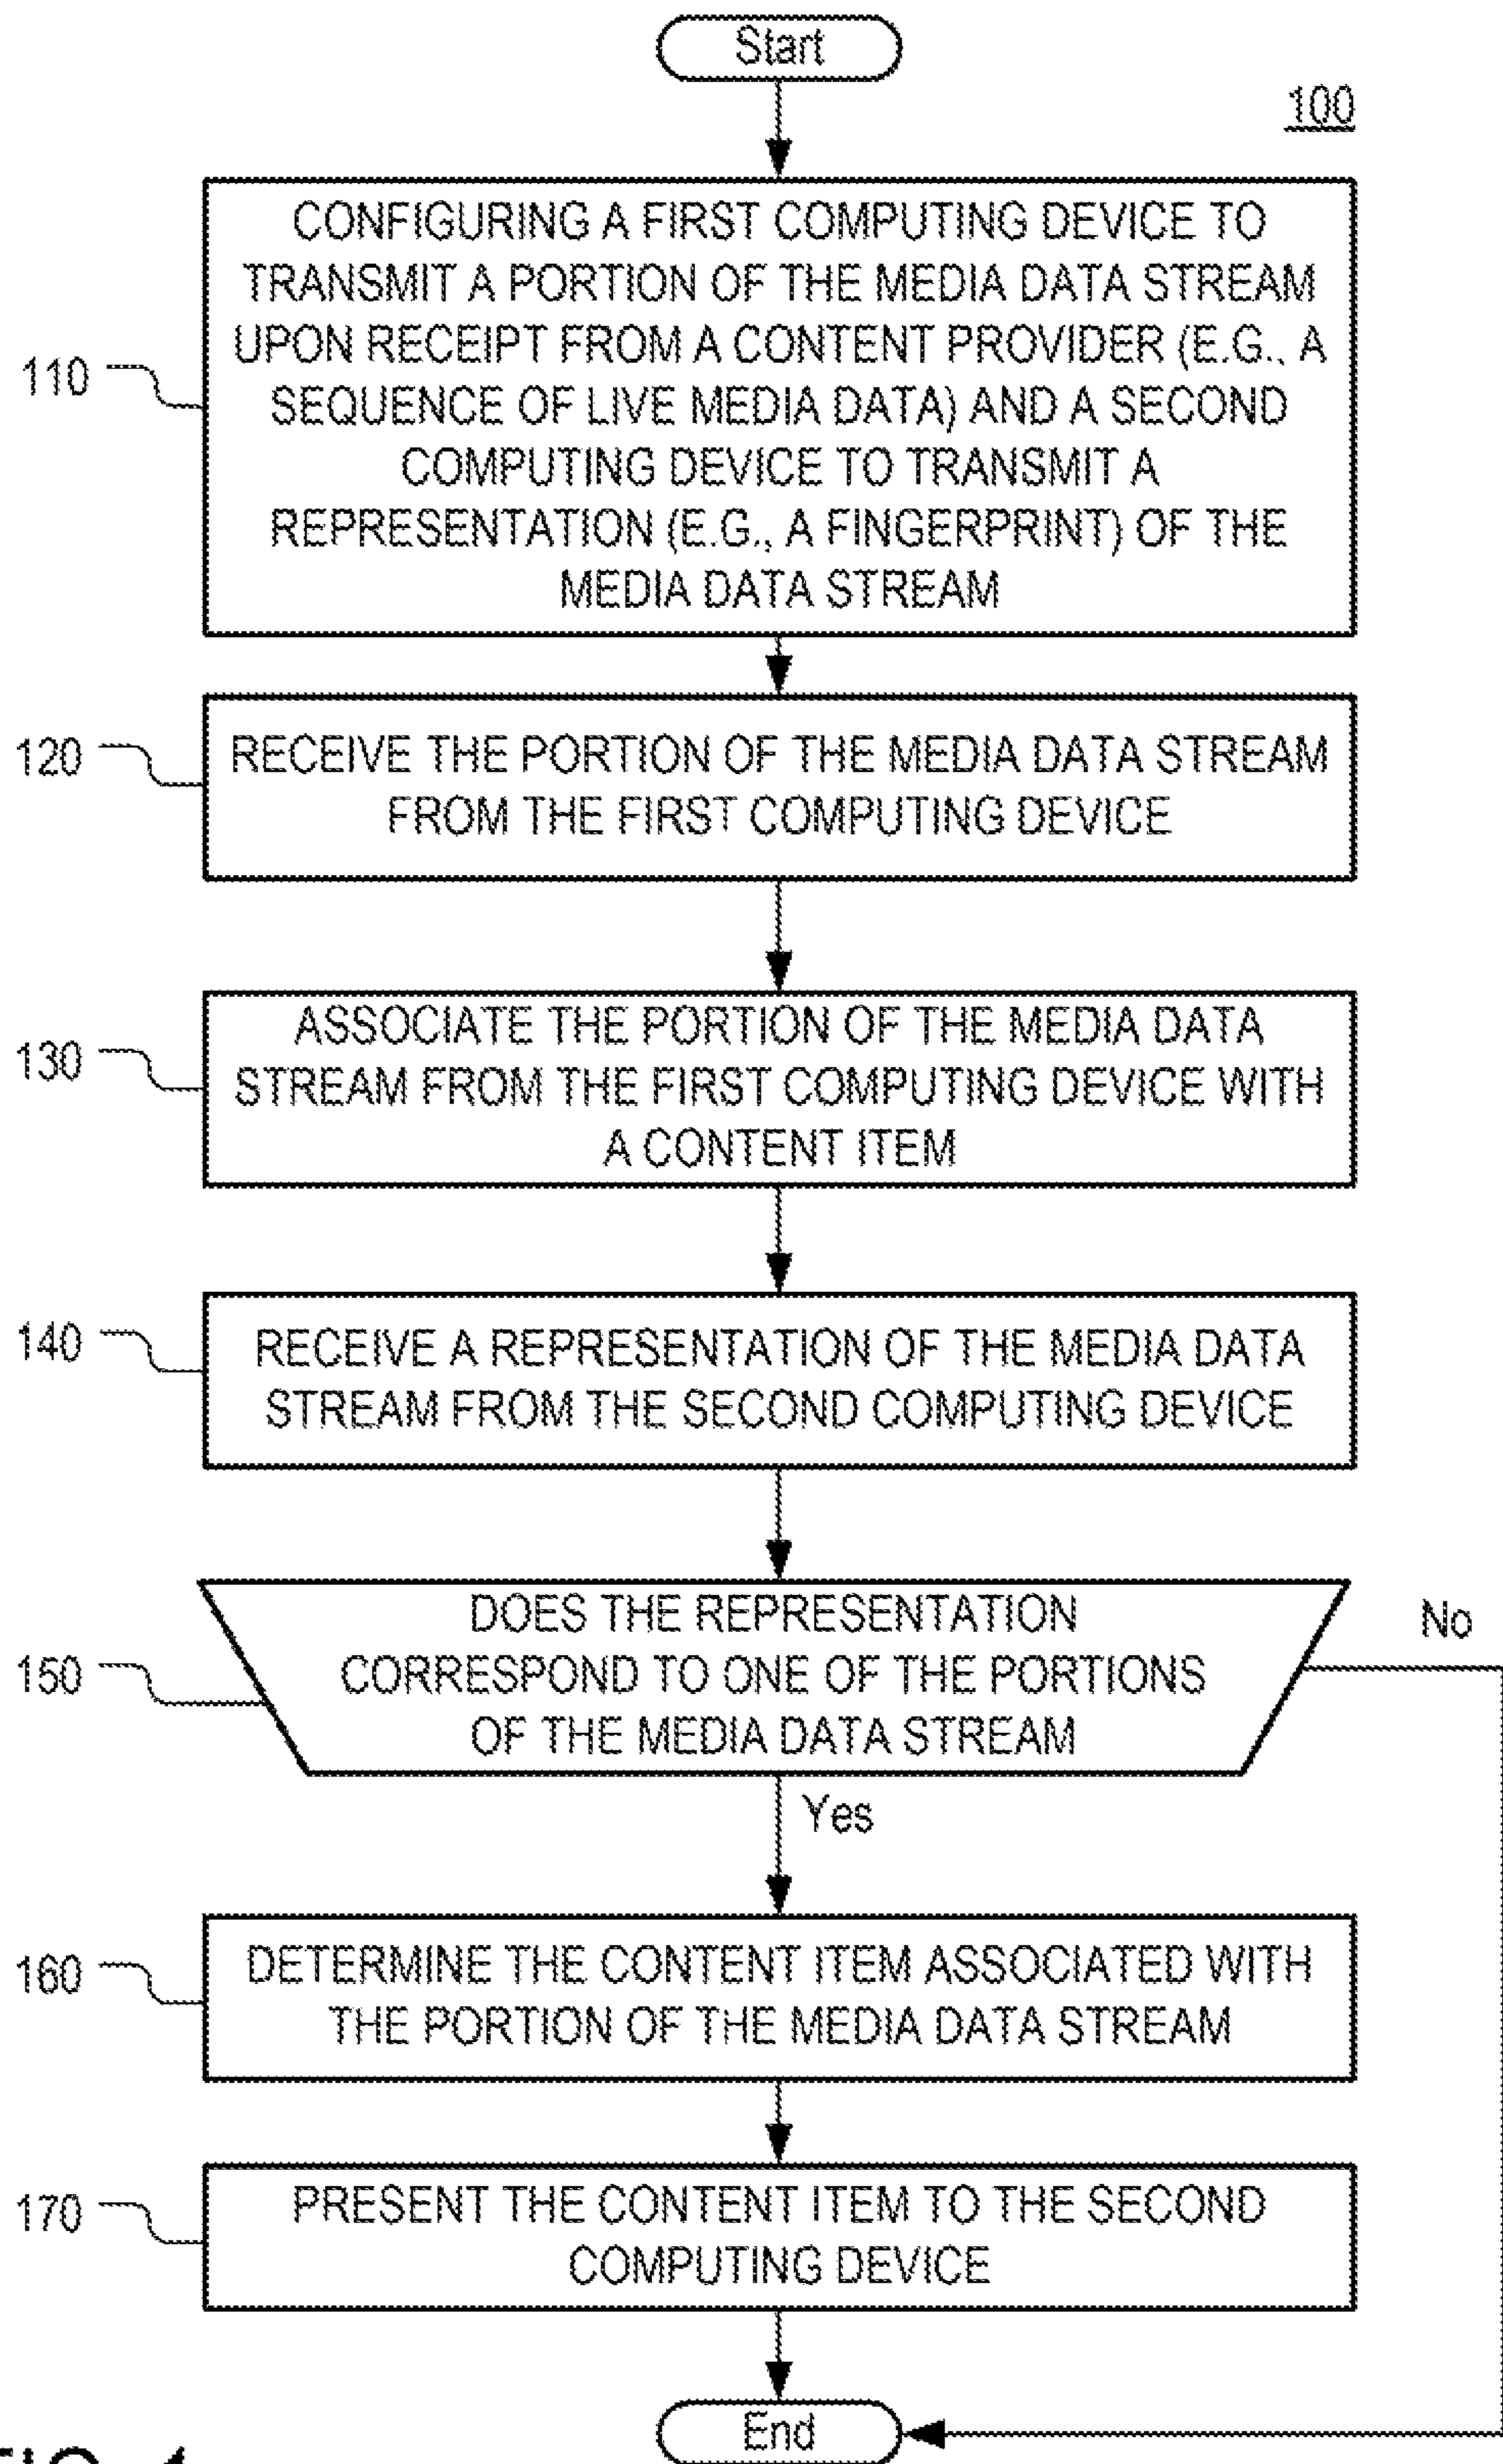 Start
100
CONFIGURING A FIRST COMPUTING DEVICE TO
TRANSMIT A PORTION OF THE MEDIA DATA STREAM
UPON RECEIPT FROM A CONTENT PROVIDER (E.G., A
SEQUENCE OF LIVE MEDIA DATA) AND A SECOND
COMPUTING DEVICE TO TRANSMIT A
REPRESENTATION (E.G., A FINGERPRINT) OF THE
MEDIA DATA STREAM
110
120
RECEIVE THE PORTION OF THE MEDIA DATA STREAM
FROM THE FIRST COMPUTING DEVICE
130
ASSOCIATE THE PORTION OF THE MEDIA DATA
STREAM FROM THE FIRST COMPUTING DEVICE WITH
A CONTENT ITEM
140
RECEIVE A REPRESENTATION OF THE MEDIA DATA
STREAM FROM THE SECOND COMPUTING DEVICE
150
DOES THE REPRESENTATION
CORRESPOND TO ONE OF THE PORTIONS
OF THE MEDIA DATA STREAM
No
Yes
160
DETERMINE THE CONTENT ITEM ASSOCIATED WITH
THE PORTION OF THE MEDIA DATA STREAM
170
PRESENT THE CONTENT ITEM TO THE SECOND
COMPUTING DEVICE
End